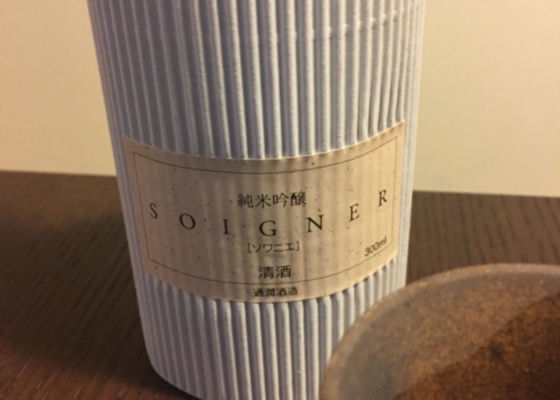 純米吟醸
SOIGNER
[ソワニエ]
300ml
清酒
通潤酒造